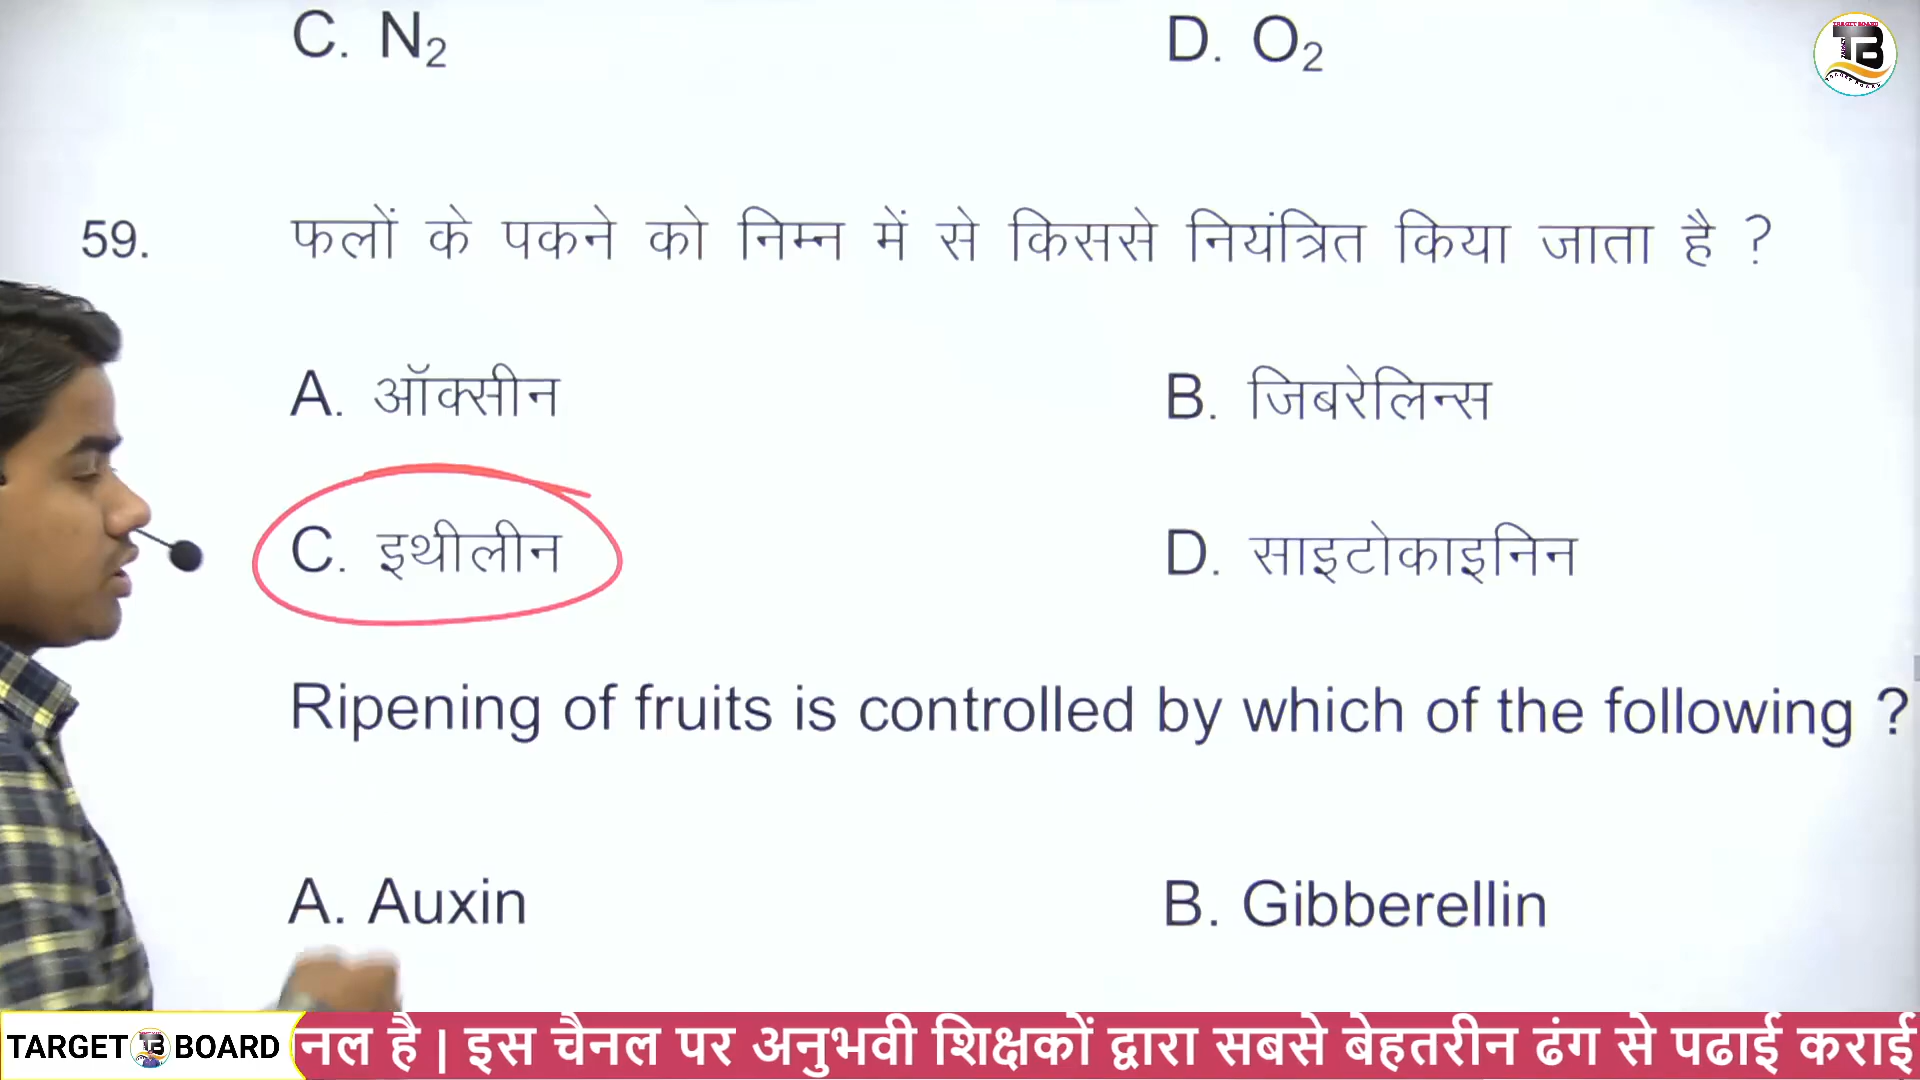 C. N₂ D. O₂
59. फलों के पकने को निम्न में से किससे नियंत्रित किया जाता है ?
A. ऑक्सीन B. जिबरेलिन्स
C. इथीलीन D. साइटोकाइनिन
Ripening of fruits is controlled by which of the following ?
A. Auxin B. Gibberellin
TARGET BOARD नल है | इस चैनल पर अनुभवी शिक्षकों द्वारा सबसे बेहतरीन ढंग से पढाई कराई